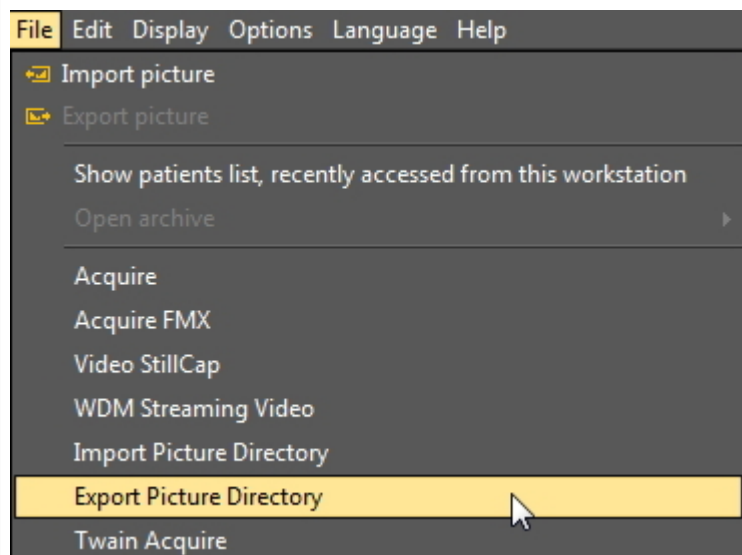 File Edit Display Options Language Help
Import picture
Export picture
Show patients list, recently accessed from this workstation
Open archive
Acquire
Acquire FMX
Video StillCap
WDM Streaming Video
Import Picture Directory
Export Picture Directory
Twain Acquire